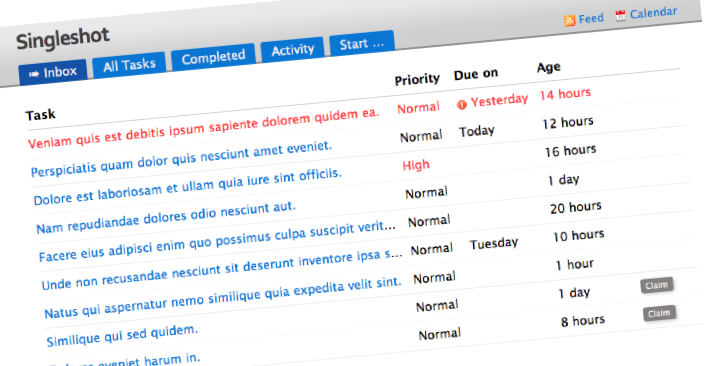 Singleshot
Feed Calendar
Inbox All Tasks Completed Activity Start ...
Task Priority Due on Age
Veniam quis est debitis ipsum sapiente dolorem quidem ea. Normal Yesterday 14 hours
Perspiciatis quam dolor quis nesciunt amet eveniet. Normal Today 12 hours
Dolore est laboriosam et ullam quia iure sint officiis. High 16 hours
Nam repudiandae dolores odio nesciunt aut. Normal 1 day
Facere eius adipisci enim quo possimus culpa suscipit verit... Normal 20 hours
Unde non recusandae nesciunt sit deserunt inventore ipsa s... Normal Tuesday 10 hours
Natus qui aspernatur nemo similique quia expedita velit sint. Normal 1 hour
Similique qui sed quidem. Normal 1 day Claim
eveniet harum in. Normal 8 hours Claim